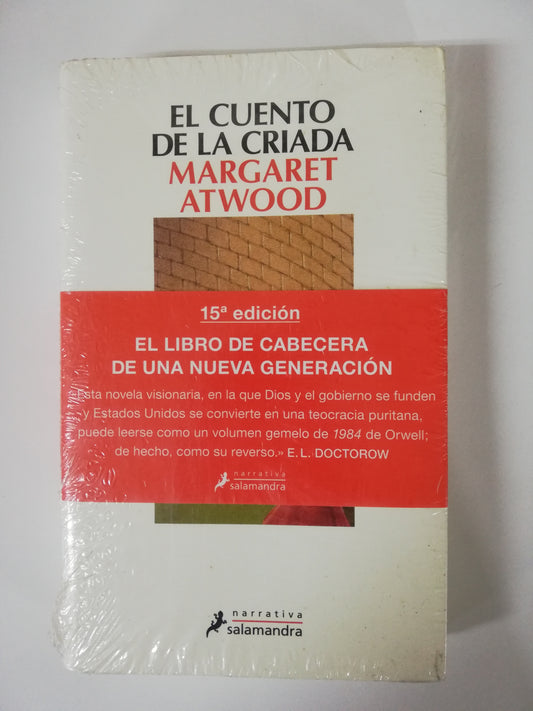 EL CUENTO
DE LA CRIADA
MARGARET
ATWOOD
15ª edición
EL LIBRO DE CABECERA
DE UNA NUEVA GENERACIÓN
«Esta novela visionaria, en la que Dios y el gobierno se funden
y Estados Unidos se convierte en una teocracia puritana,
puede leerse como un volumen gemelo de 1984 de Orwell;
de hecho, como su reverso.» E. L. DOCTOROW
narrativa
salamandra
narrativa
salamandra